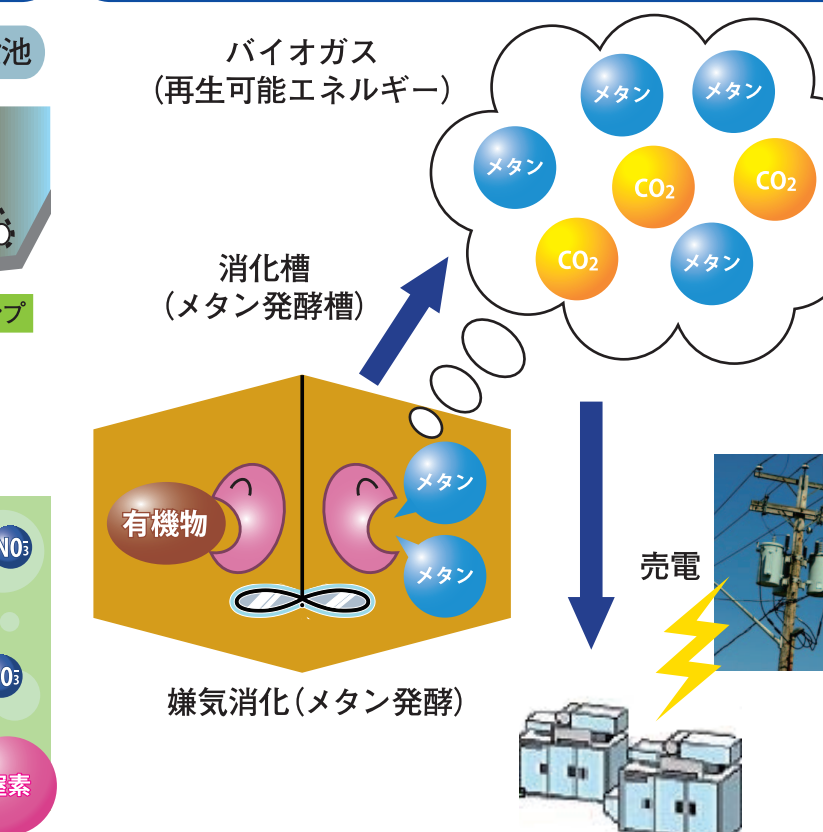 池
プ
NO₃⁻
O₃⁻
素
バイオガス
（再生可能エネルギー）
メタン
メタン
メタン
CO₂
CO₂
CO₂
メタン
消化槽
（メタン発酵槽）
有機物
メタン
メタン
嫌気消化（メタン発酵）
売電